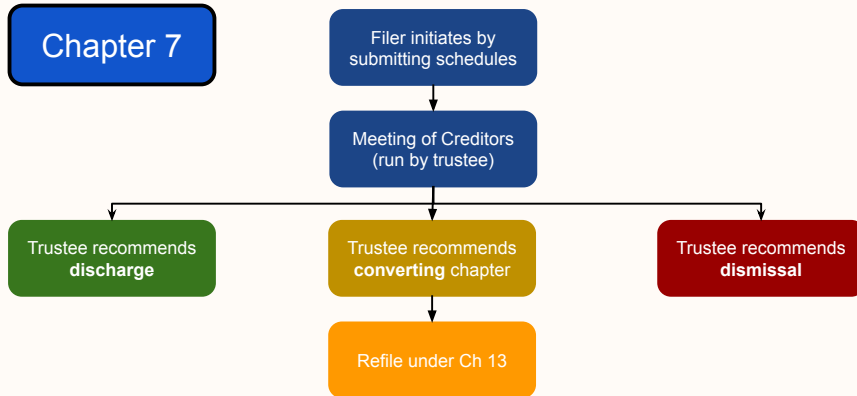 Chapter 7
Filer initiates by
submitting schedules
Meeting of Creditors
(run by trustee)
Trustee recommends
discharge
Trustee recommends
converting chapter
Trustee recommends
dismissal
Refile under Ch 13